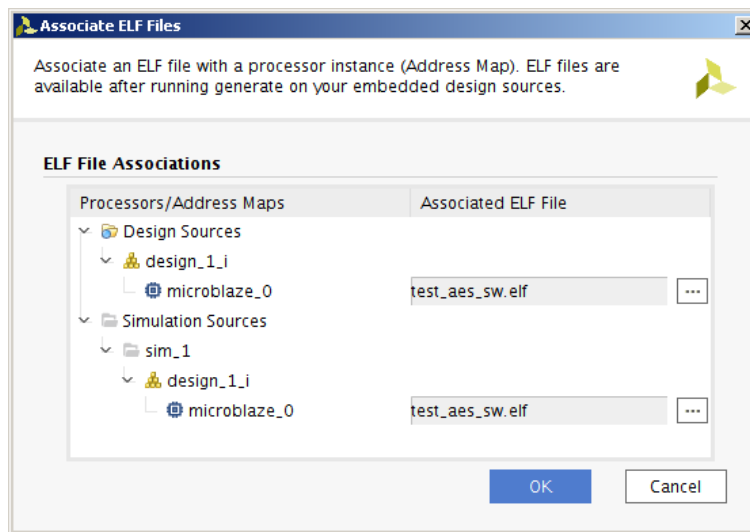 Associate ELF Files
Associate an ELF file with a processor instance (Address Map). ELF files are
available after running generate on your embedded design sources.
ELF File Associations
Processors/Address Maps Associated ELF File
Design Sources
design_1_i
microblaze_0 test_aes_sw.elf ...
Simulation Sources
sim_1
design_1_i
microblaze_0 test_aes_sw.elf ...
OK Cancel